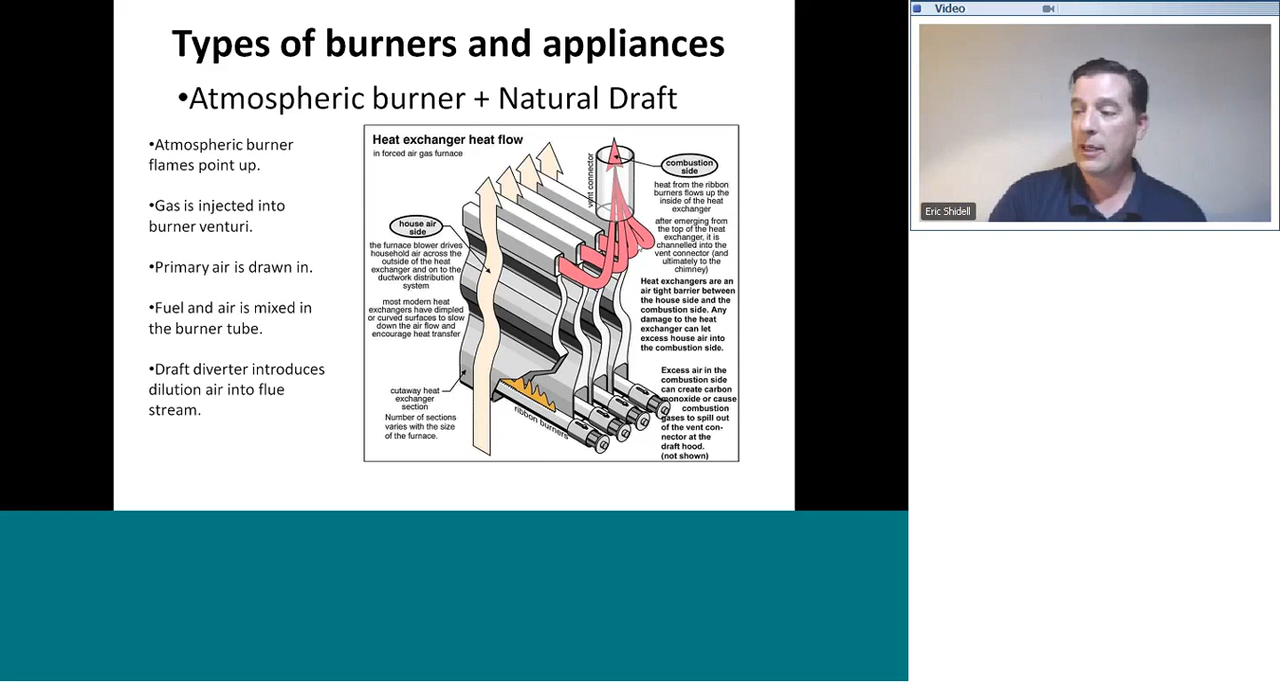 Types of burners and appliances
•Atmospheric burner + Natural Draft
•Atmospheric burner
flames point up.
•Gas is injected into
burner venturi.
•Primary air is drawn in.
•Fuel and air is mixed in
the burner tube.
•Draft diverter introduces
dilution air into flue
stream.
Heat exchanger heat flow
in forced air gas furnace
house air
side
the furnace blower drives
household air across the
outside of the heat
exchanger and on to the
ductwork distribution
system
most modern heat
exchangers have dimpled
or curved surfaces to slow
down the air flow and
encourage heat transfer
cutaway heat
exchanger
section
Number of sections
varies with the size
of the furnace.
ribbon burners
vent connector
combustion
side
heat from the ribbon
burners flows up the
inside of the heat
exchanger
after emerging from
the top of the heat
exchanger, it is
channelled into the
vent connector (and
ultimately to the
chimney)
Heat exchangers are an
air tight barrier between
the house side and the
combustion side. Any
damage to the heat
exchanger can let
excess house air into
the combustion side.
Excess air in the
combustion side
can create carbon
monoxide or cause
combustion
gases to spill out
of the vent con-
nector at the
draft hood.
(not shown)
Video
Eric Shidell